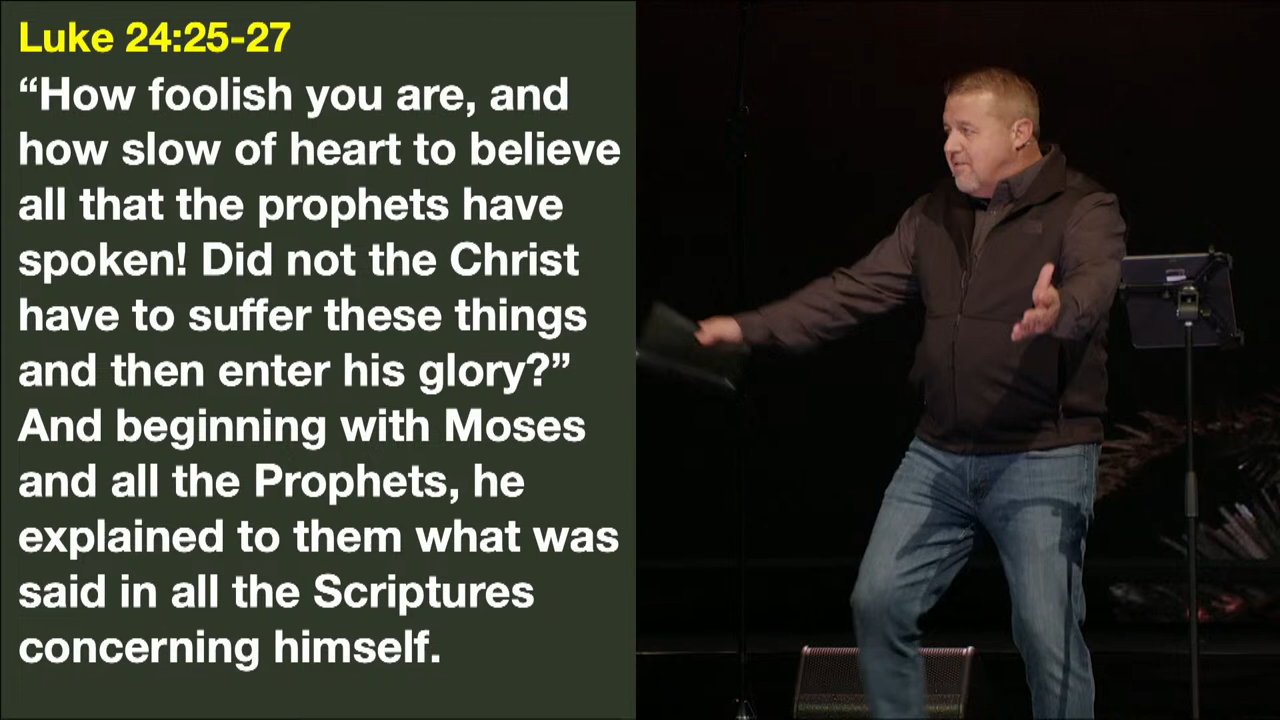 Luke 24:25-27
“How foolish you are, and
how slow of heart to believe
all that the prophets have
spoken! Did not the Christ
have to suffer these things
and then enter his glory?”
And beginning with Moses
and all the Prophets, he
explained to them what was
said in all the Scriptures
concerning himself.